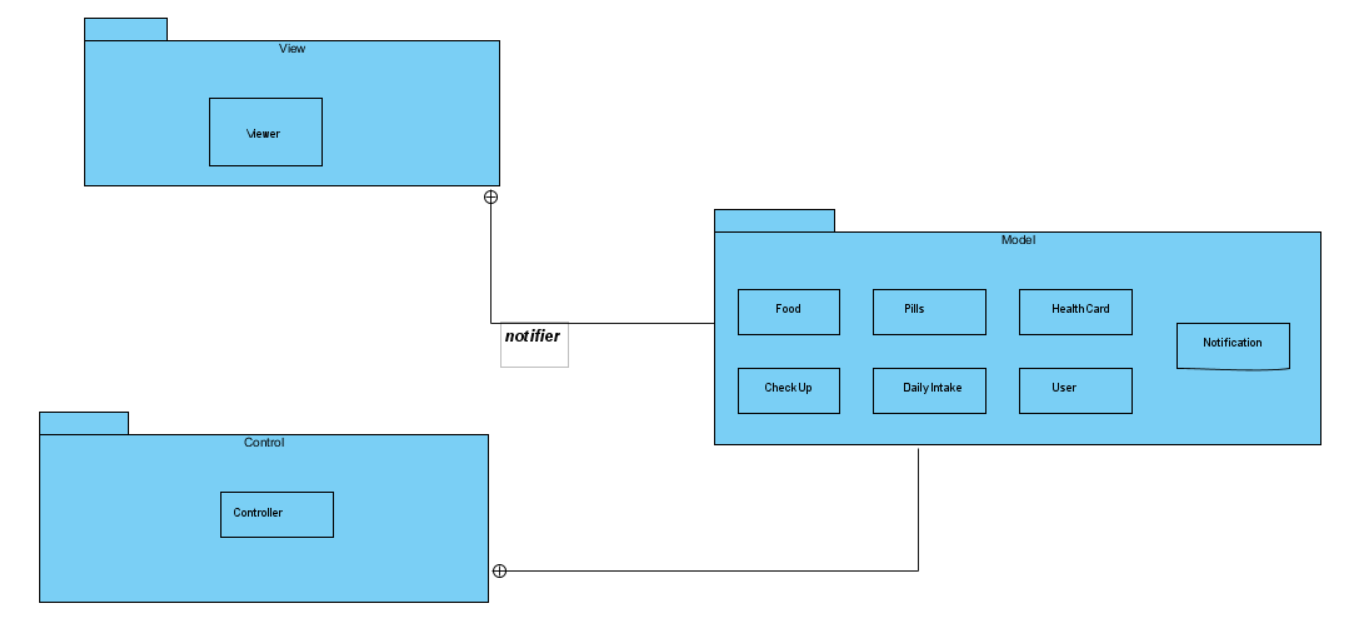 View
Viewer
Model
Food
Pills
Health Card
Notification
notifier
Check Up
Daily Intake
User
Control
Controller